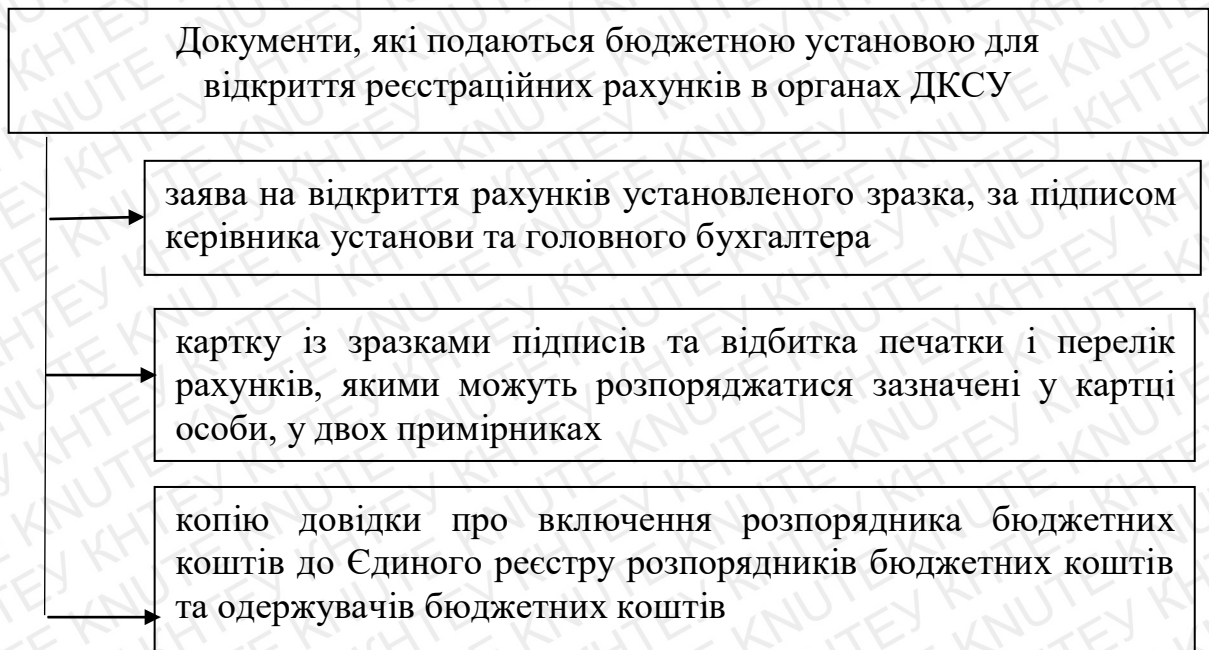 Документи, які подаються бюджетною установою для
відкриття реєстраційних рахунків в органах ДКСУ
заява на відкриття рахунків установленого зразка, за підписом
керівника установи та головного бухгалтера
картку із зразками підписів та відбитка печатки і перелік
рахунків, якими можуть розпоряджатися зазначені у картці
особи, у двох примірниках
копію довідки про включення розпорядника бюджетних
коштів до Єдиного реєстру розпорядників бюджетних коштів
та одержувачів бюджетних коштів